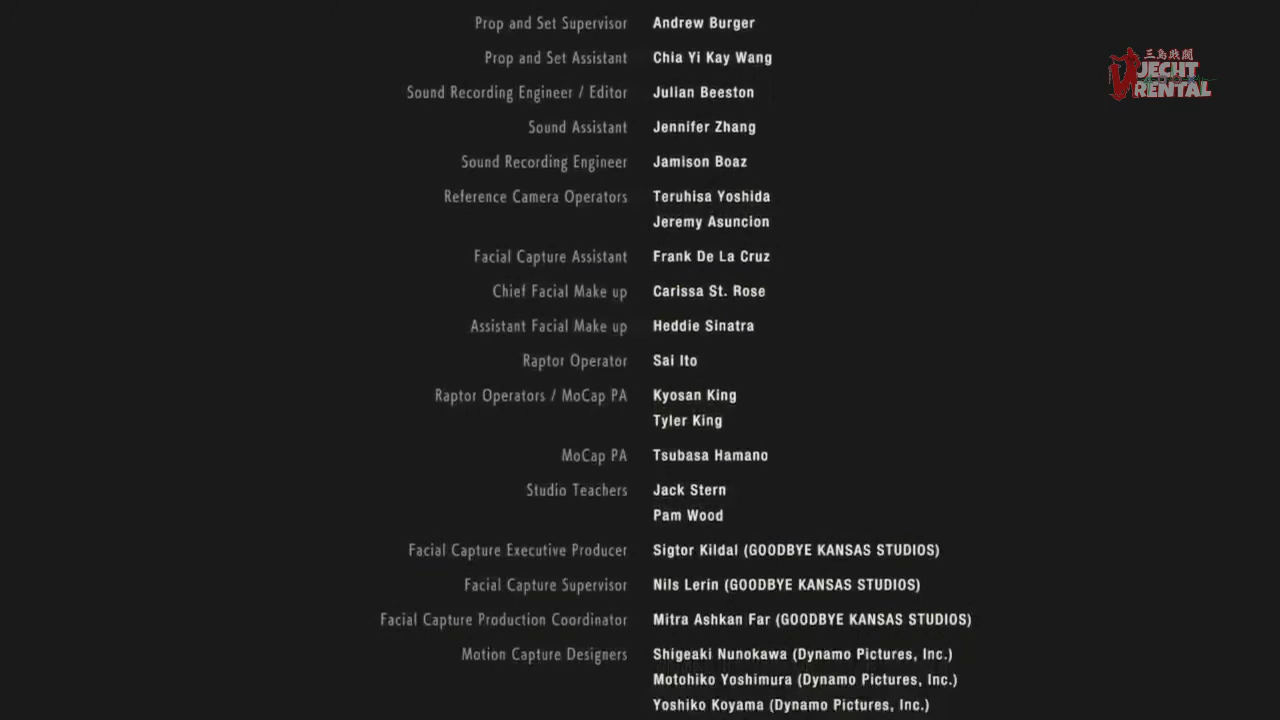 Prop and Set Supervisor Andrew Burger
Prop and Set Assistant Chia Yi Kay Wang
Sound Recording Engineer / Editor Julian Beeston
Sound Assistant Jennifer Zhang
Sound Recording Engineer Jamison Boaz
Reference Camera Operators Teruhisa Yoshida
Jeremy Asuncion
Facial Capture Assistant Frank De La Cruz
Chief Facial Make up Carissa St. Rose
Assistant Facial Make up Heddie Sinatra
Raptor Operator Sai Ito
Raptor Operators / MoCap PA Kyosan King
Tyler King
MoCap PA Tsubasa Hamano
Studio Teachers Jack Stern
Pam Wood
Facial Capture Executive Producer Sigtor Kildal (GOODBYE KANSAS STUDIOS)
Facial Capture Supervisor Nils Lerin (GOODBYE KANSAS STUDIOS)
Facial Capture Production Coordinator Mitra Ashkan Far (GOODBYE KANSAS STUDIOS)
Motion Capture Designers Shigeaki Nunokawa (Dynamo Pictures, Inc.)
Motohiko Yoshimura (Dynamo Pictures, Inc.)
Yoshiko Koyama (Dynamo Pictures, Inc.)
JECHT
RENTAL